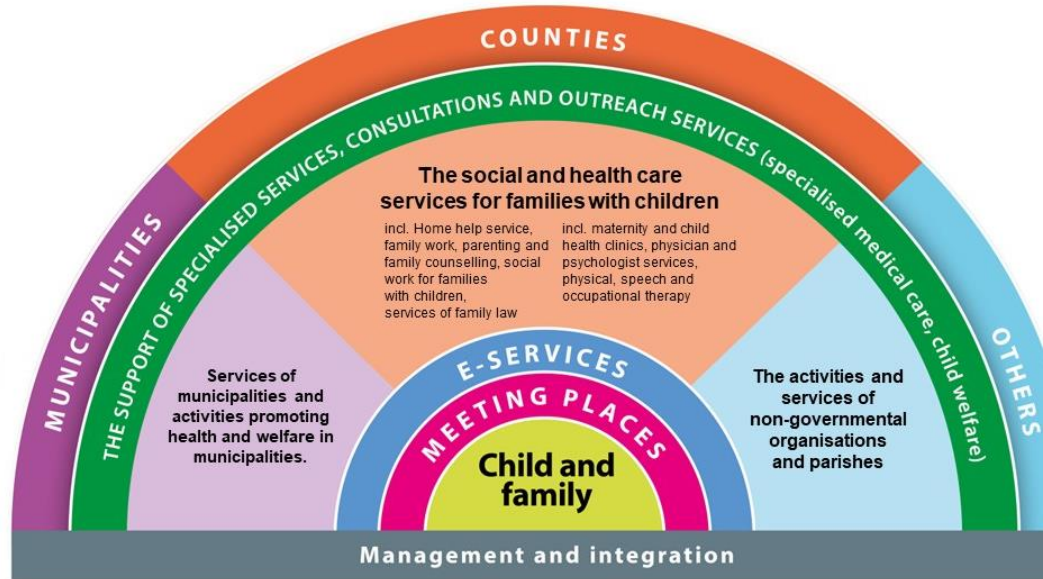 COUNTIES
MUNICIPALITIES
OTHERS
THE SUPPORT OF SPECIALISED SERVICES, CONSULTATIONS AND OUTREACH SERVICES (specialised medical care, child welfare)
The social and health care
services for families with children
incl. Home help service,
family work, parenting and
family counselling, social
work for families
with children,
services of family law
incl. maternity and child
health clinics, physician and
psychologist services,
physical, speech and
occupational therapy
Services of
municipalities and
activities promoting
health and welfare in
municipalities.
The activities and
services of
non-governmental
organisations
and parishes
E-SERVICES
MEETING PLACES
Child and
family
Management and integration